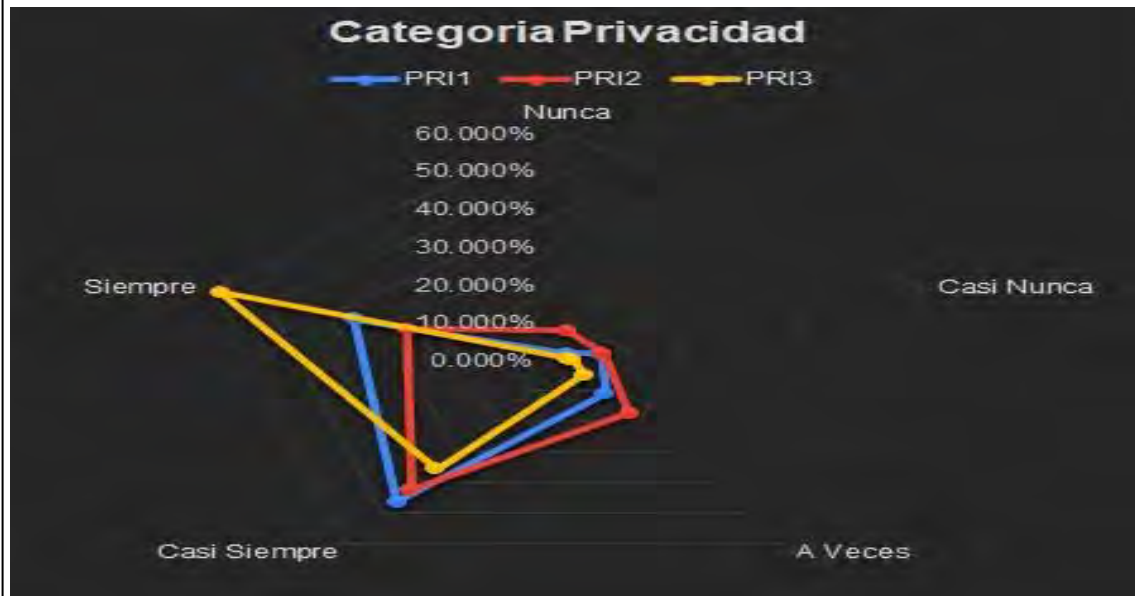 Categoria Privacidad
PRI1 PRI2 PRI3
Nunca
60.000%
50.000%
40.000%
30.000%
20.000%
10.000%
0.000%
Siempre
Casi Nunca
Casi Siempre
A Veces